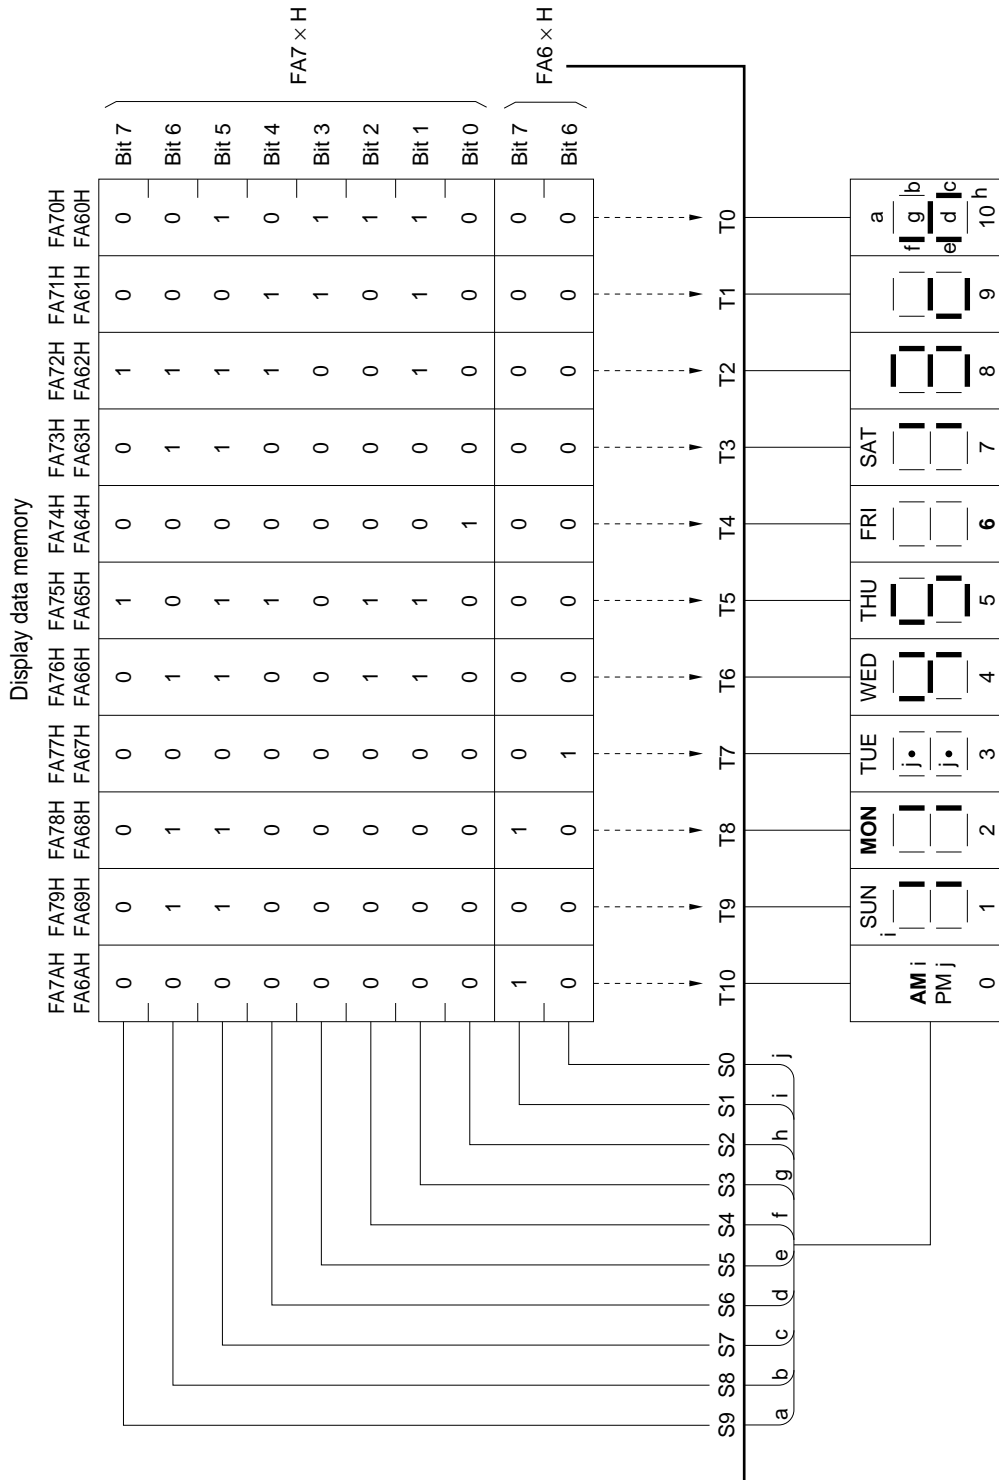 Display data memory
FA7AH FA79H FA78H FA77H FA76H FA75H FA74H FA73H FA72H FA71H FA70H
FA6AH FA69H FA68H FA67H FA66H FA65H FA64H FA63H FA62H FA61H FA60H
0 0 0 0 0 1 0 0 1 0 0 Bit 7
0 1 1 0 1 0 0 1 1 0 0 Bit 6
0 1 1 0 1 1 0 1 1 0 1 Bit 5
0 0 0 0 0 1 0 0 1 1 0 Bit 4
FA7 × H
0 0 0 0 0 0 0 0 0 1 1 Bit 3
0 0 0 0 1 1 0 0 0 0 1 Bit 2
0 0 0 0 1 1 0 0 1 1 1 Bit 1
0 0 0 0 0 0 1 0 0 0 0 Bit 0
1 0 1 0 0 0 0 0 0 0 0 Bit 7
FA6 × H
0 0 0 1 0 0 0 0 0 0 0 Bit 6
S9 S8 S7 S6 S5 S4 S3 S2 S1 S0 T10 T9 T8 T7 T6 T5 T4 T3 T2 T1 T0
a b c d e f g h i j
SUN MON TUE WED THU FRI SAT a
i
AM i j f g b
PM j j e d c
h
0 1 2 3 4 5 6 7 8 9 10